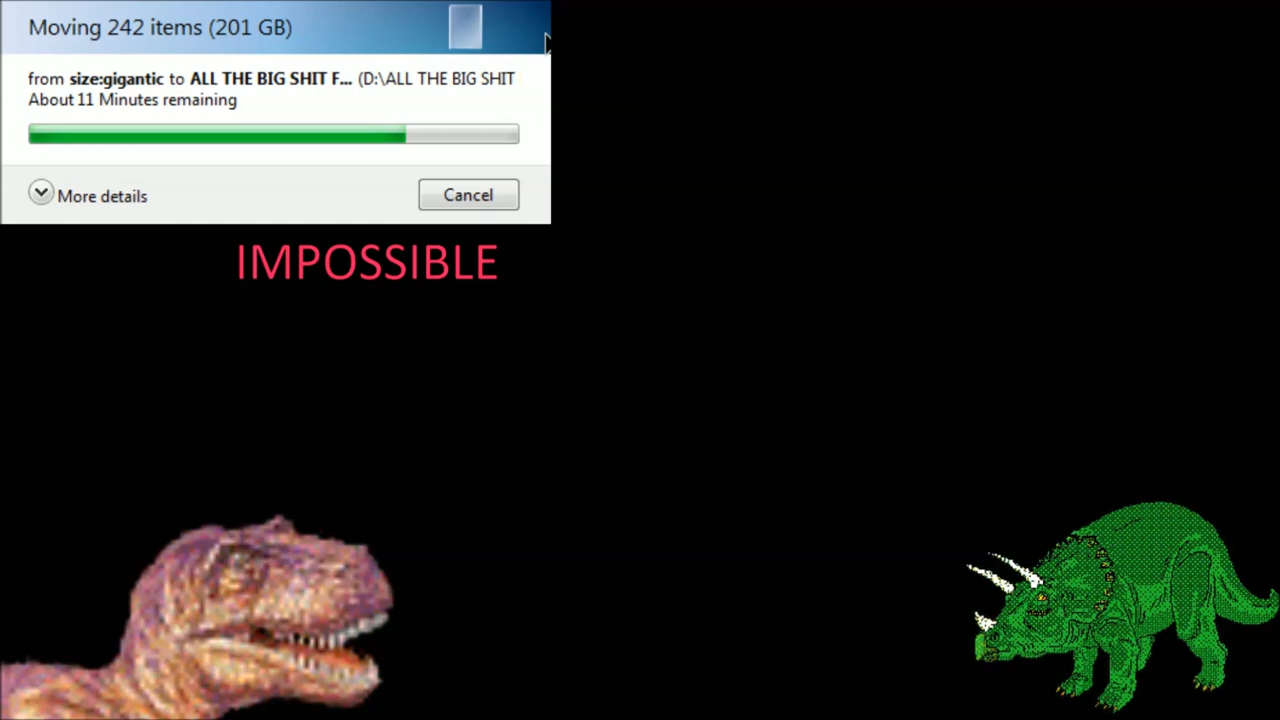 Moving 242 items (201 GB)
from size:gigantic to ALL THE BIG SHIT F... (D:\ALL THE BIG SHIT
About 11 Minutes remaining
More details
Cancel
IMPOSSIBLE